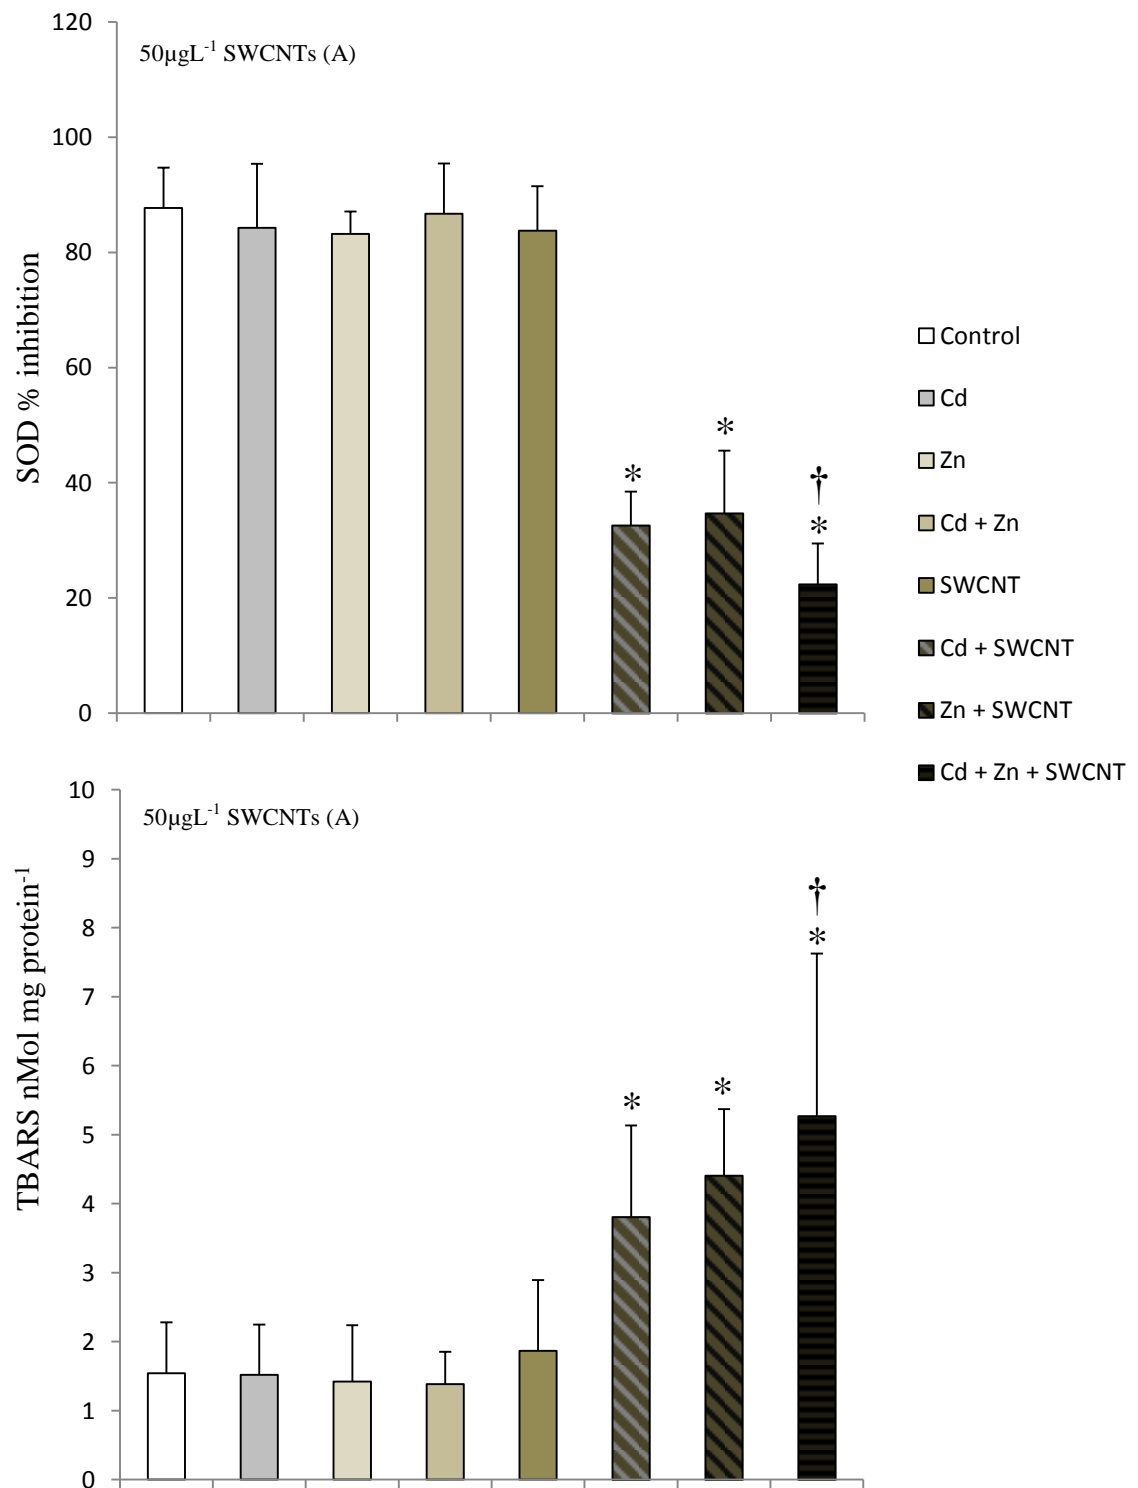 120
50µgL⁻¹ SWCNTs (A)
100
80
60
40
20
0
SOD % inhibition
*
*
†
*
Control
Cd
Zn
Cd + Zn
SWCNT
Cd + SWCNT
Zn + SWCNT
Cd + Zn + SWCNT
10
50µgL⁻¹ SWCNTs (A)
9
8
7
6
5
4
3
2
1
0
TBARS nMol mg protein⁻¹
*
*
†
*